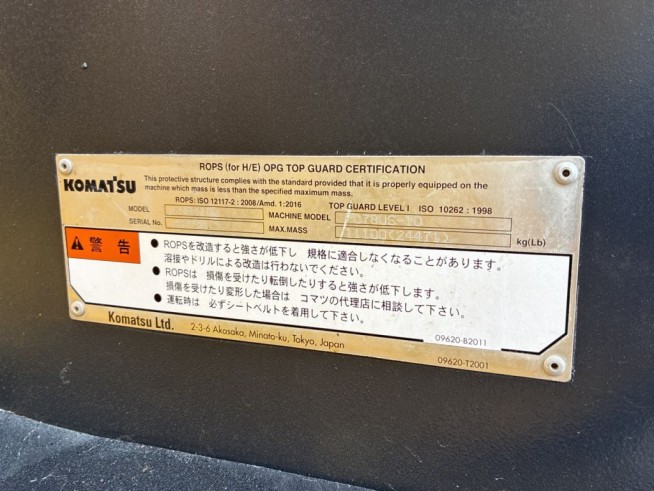 ROPS (for H/E) OPG TOP GUARD CERTIFICATION
KOMATSU
This protective structure complies with the standard provided that it is properly equipped on the
machine which mass is less than the specified maximum mass.
ROPS: ISO 12117-2 : 2008/Amd. 1:2016 TOP GUARD LEVEL I ISO 10262 : 1998
MODEL
MACHINE MODEL
SERIAL No.
MAX.MASS kg(Lb)
警 告
● ROPSを改造すると強さが低下し 規格に適合しなくなることがあります。
溶接やドリルによる改造は行わないでください。
● ROPSは 損傷を受けたり転倒したりすると強さが低下します。
損傷を受けたり変形した場合は コマツの代理店に相談して下さい。
● 運転時は 必ずシートベルトを着用して下さい。
09620-B2011
Komatsu Ltd. 2-3-6 Akasaka, Minato-ku, Tokyo, Japan
09620-T2001